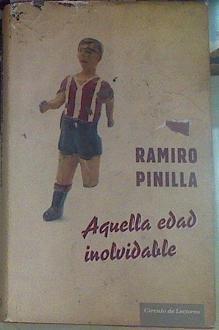 RAMIRO
PINILLA
Aquella edad
inolvidable
Círculo de Lectores